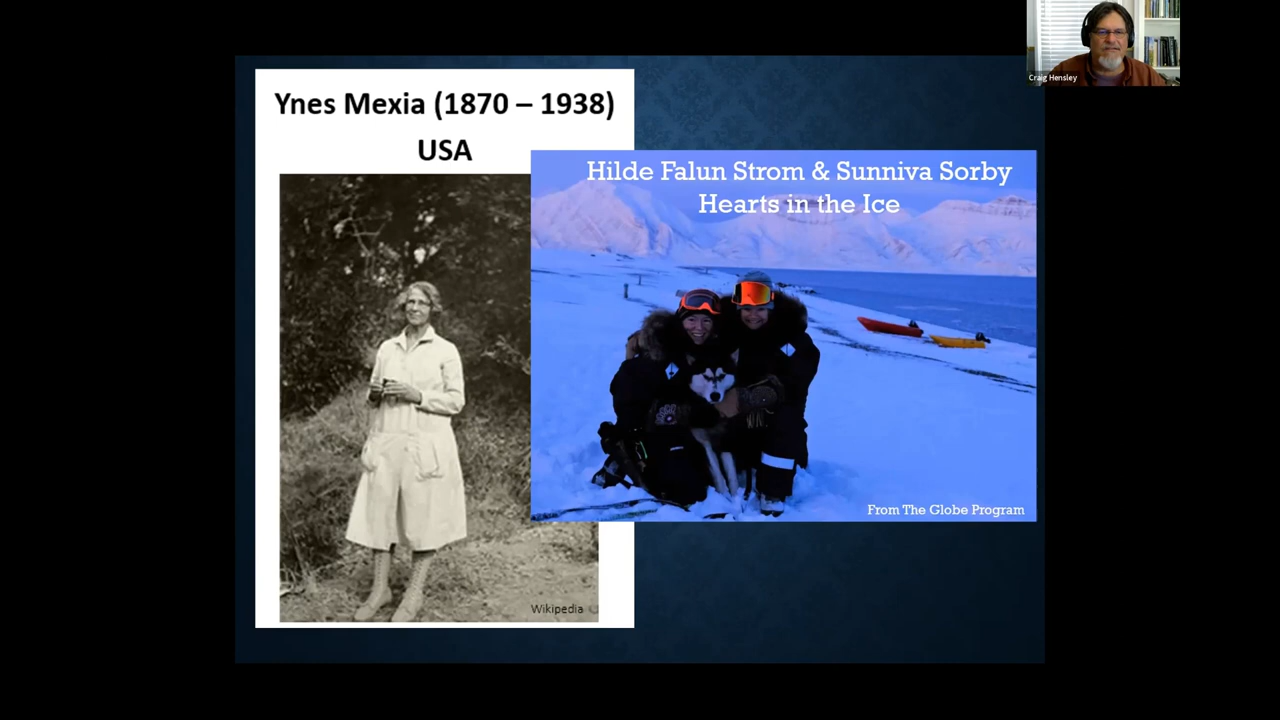 Craig Hensley
Ynes Mexia (1870 – 1938)
USA
Hilde Falun Strom & Sunniva Sorby
Hearts in the Ice
From The Globe Program
Wikipedia